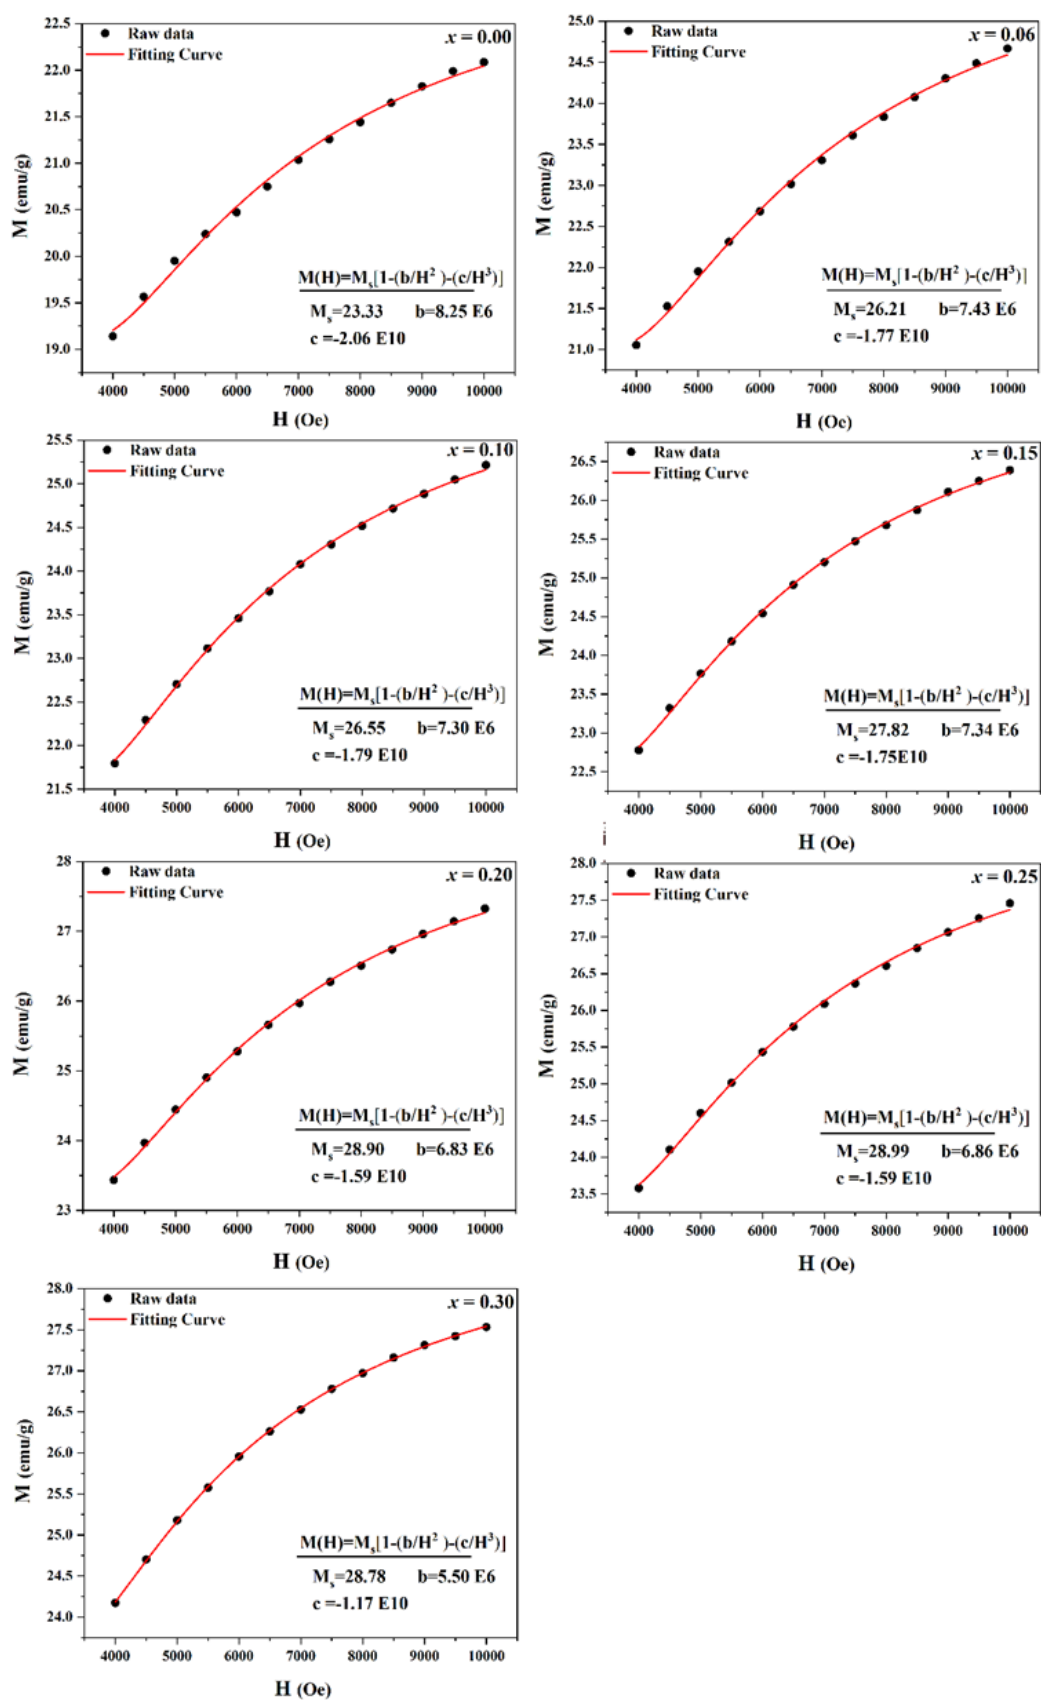 Raw data
Fitting Curve
x = 0.00
22.5
22.0
21.5
21.0
20.5
20.0
19.5
19.0
M (emu/g)
M(H)=Mₛ[1-(b/H² )-(c/H³)]
Mₛ=23.33 b=8.25 E6
c =-2.06 E10
4000 5000 6000 7000 8000 9000 10000
H (Oe)
Raw data
Fitting Curve
x = 0.06
25.0
24.5
24.0
23.5
23.0
22.5
22.0
21.5
21.0
M (emu/g)
M(H)=Mₛ[1-(b/H² )-(c/H³)]
Mₛ=26.21 b=7.43 E6
c =-1.77 E10
4000 5000 6000 7000 8000 9000 10000
H (Oe)
Raw data
Fitting Curve
x = 0.10
25.5
25.0
24.5
24.0
23.5
23.0
22.5
22.0
21.5
M (emu/g)
M(H)=Mₛ[1-(b/H² )-(c/H³)]
Mₛ=26.55 b=7.30 E6
c =-1.79 E10
4000 5000 6000 7000 8000 9000 10000
H (Oe)
Raw data
Fitting Curve
x = 0.15
26.5
26.0
25.5
25.0
24.5
24.0
23.5
23.0
22.5
M (emu/g)
M(H)=Mₛ[1-(b/H² )-(c/H³)]
Mₛ=27.82 b=7.34 E6
c =-1.75E10
4000 5000 6000 7000 8000 9000 10000
H (Oe)
Raw data
Fitting Curve
x = 0.20
28
27
26
25
24
23
M (emu/g)
M(H)=Mₛ[1-(b/H² )-(c/H³)]
Mₛ=28.90 b=6.83 E6
c =-1.59 E10
4000 5000 6000 7000 8000 9000 10000
H (Oe)
Raw data
Fitting Curve
x = 0.25
28.0
27.5
27.0
26.5
26.0
25.5
25.0
24.5
24.0
23.5
M (emu/g)
M(H)=Mₛ[1-(b/H² )-(c/H³)]
Mₛ=28.99 b=6.86 E6
c =-1.59 E10
4000 5000 6000 7000 8000 9000 10000
H (Oe)
Raw data
Fitting Curve
x = 0.30
28.0
27.5
27.0
26.5
26.0
25.5
25.0
24.5
24.0
M (emu/g)
M(H)=Mₛ[1-(b/H² )-(c/H³)]
Mₛ=28.78 b=5.50 E6
c =-1.17 E10
4000 5000 6000 7000 8000 9000 10000
H (Oe)